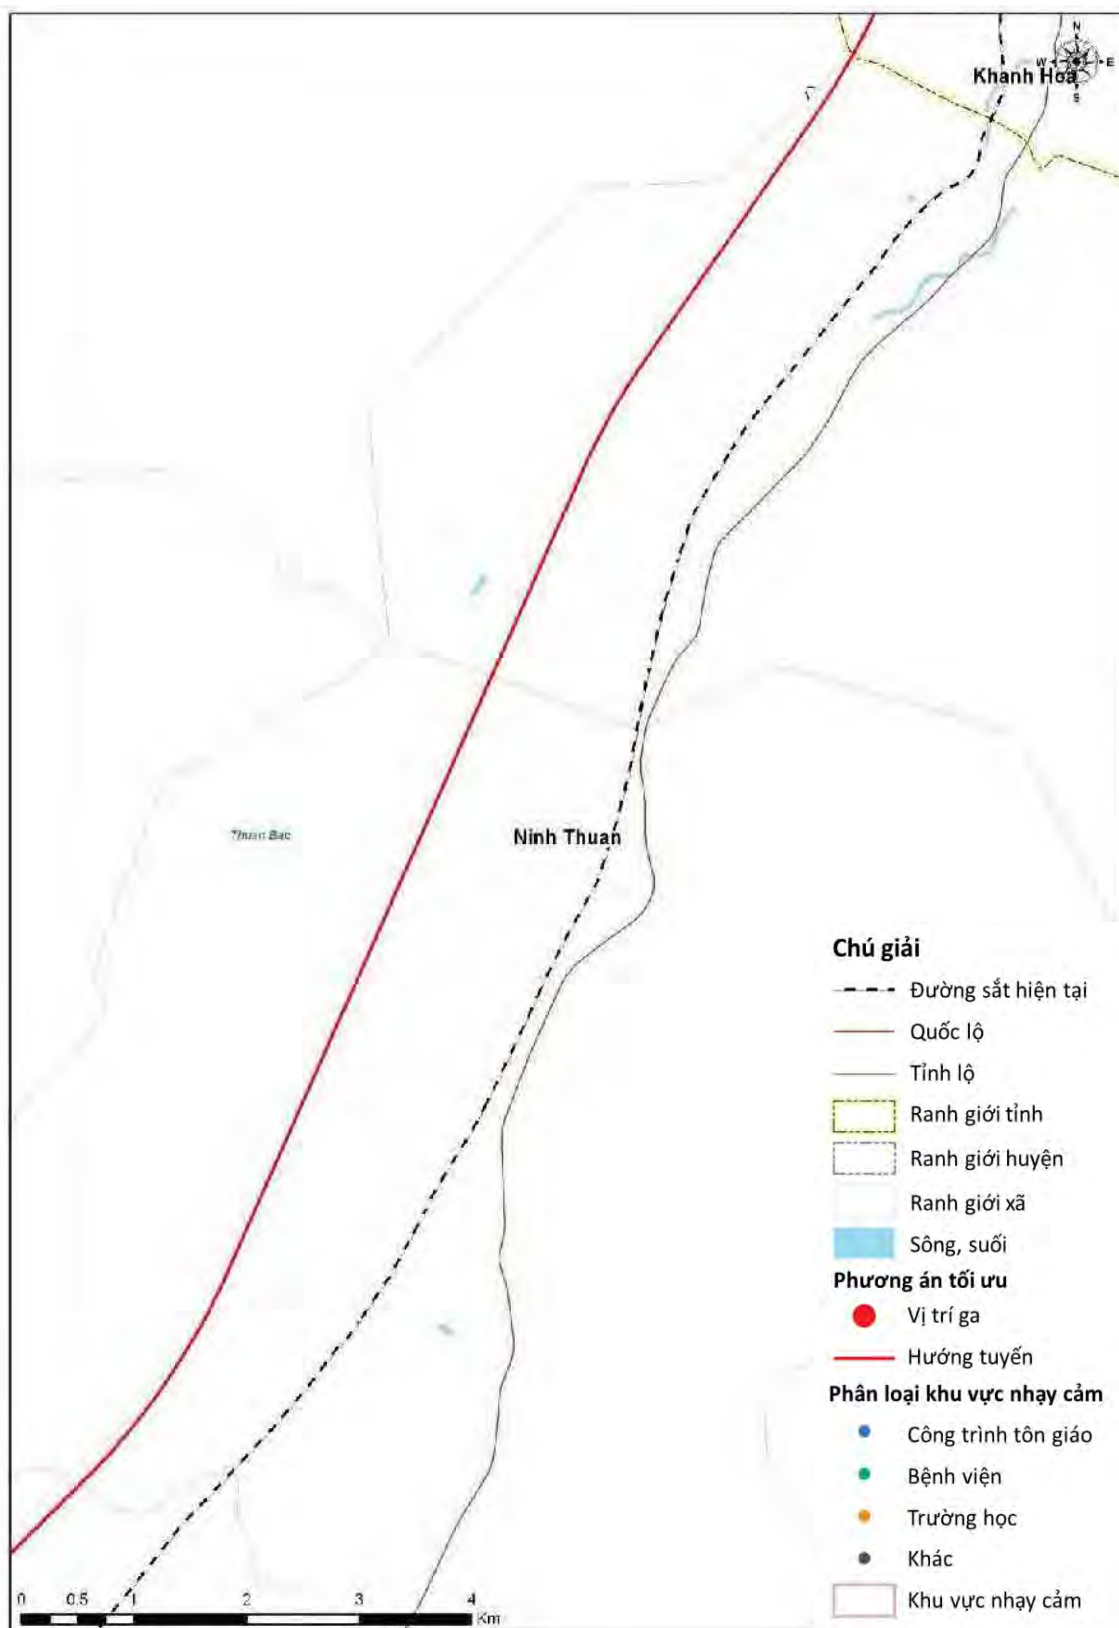 N
W E
S
Khanh Hoa
Thuan Bac
Ninh Thuan
Chú giải
Đường sắt hiện tại
Quốc lộ
Tỉnh lộ
Ranh giới tỉnh
Ranh giới huyện
Ranh giới xã
Sông, suối
Phương án tối ưu
Vị trí ga
Hướng tuyến
Phân loại khu vực nhạy cảm
Công trình tôn giáo
Bệnh viện
Trường học
Khác
Khu vực nhạy cảm
0 0.5 1 2 3 4
Km